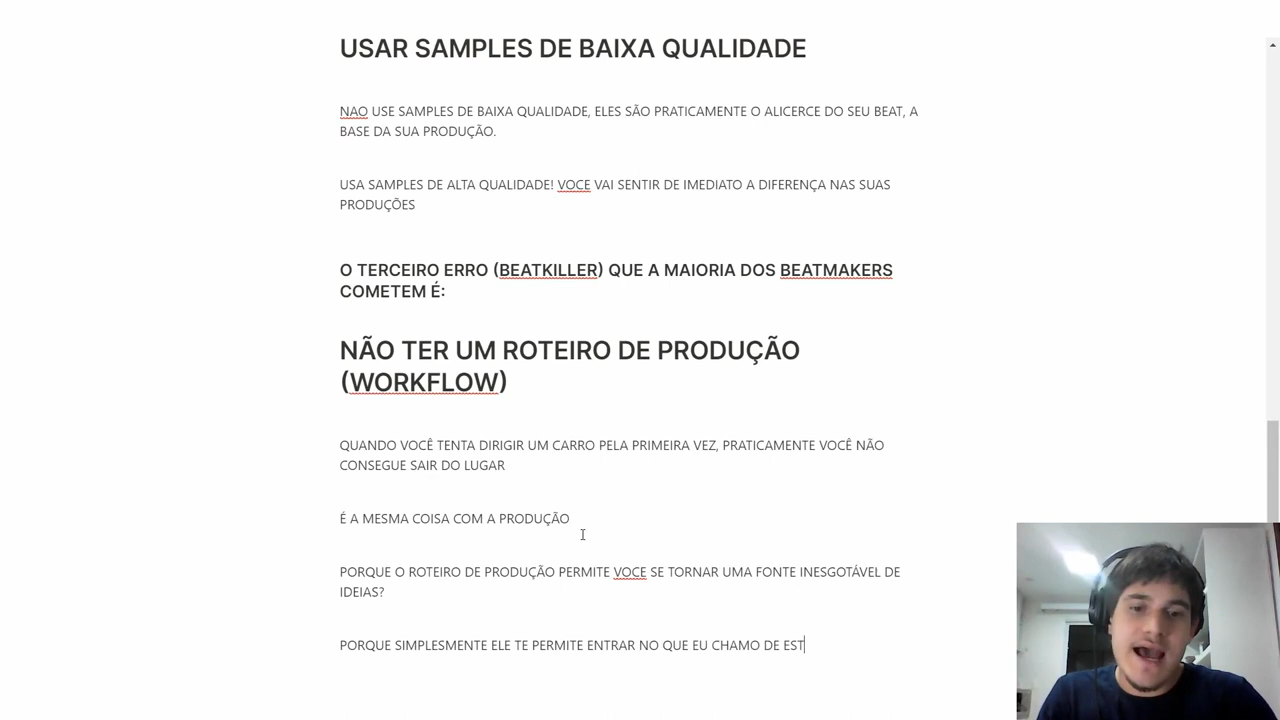 USAR SAMPLES DE BAIXA QUALIDADE
NAO USE SAMPLES DE BAIXA QUALIDADE, ELES SÃO PRATICAMENTE O ALICERCE DO SEU BEAT, A
BASE DA SUA PRODUÇÃO.
USA SAMPLES DE ALTA QUALIDADE! VOCE VAI SENTIR DE IMEDIATO A DIFERENÇA NAS SUAS
PRODUÇÕES
O TERCEIRO ERRO (BEATKILLER) QUE A MAIORIA DOS BEATMAKERS
COMETEM É:
NÃO TER UM ROTEIRO DE PRODUÇÃO
(WORKFLOW)
QUANDO VOCÊ TENTA DIRIGIR UM CARRO PELA PRIMEIRA VEZ, PRATICAMENTE VOCÊ NÃO
CONSEGUE SAIR DO LUGAR
É A MESMA COISA COM A PRODUÇÃO
PORQUE O ROTEIRO DE PRODUÇÃO PERMITE VOCE SE TORNAR UMA FONTE INESGOTÁVEL DE
IDEIAS?
PORQUE SIMPLESMENTE ELE TE PERMITE ENTRAR NO QUE EU CHAMO DE EST